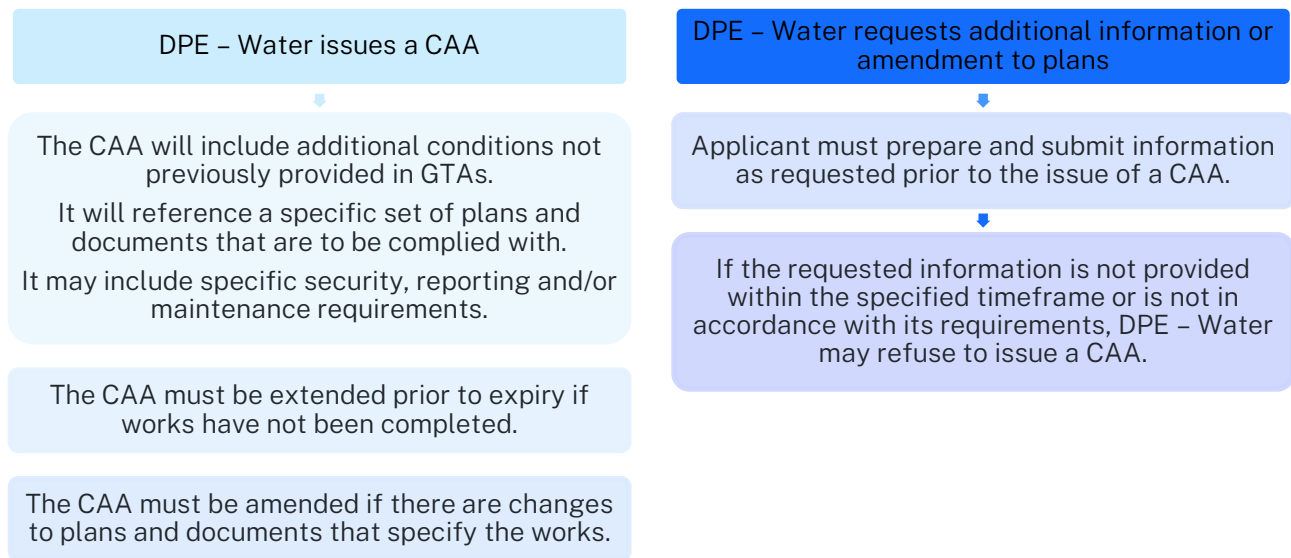 DPE – Water issues a CAA
The CAA will include additional conditions not
previously provided in GTAs.
It will reference a specific set of plans and
documents that are to be complied with.
It may include specific security, reporting and/or
maintenance requirements.
The CAA must be extended prior to expiry if
works have not been completed.
The CAA must be amended if there are changes
to plans and documents that specify the works.
DPE – Water requests additional information or
amendment to plans
Applicant must prepare and submit information
as requested prior to the issue of a CAA.
If the requested information is not provided
within the specified timeframe or is not in
accordance with its requirements, DPE – Water
may refuse to issue a CAA.